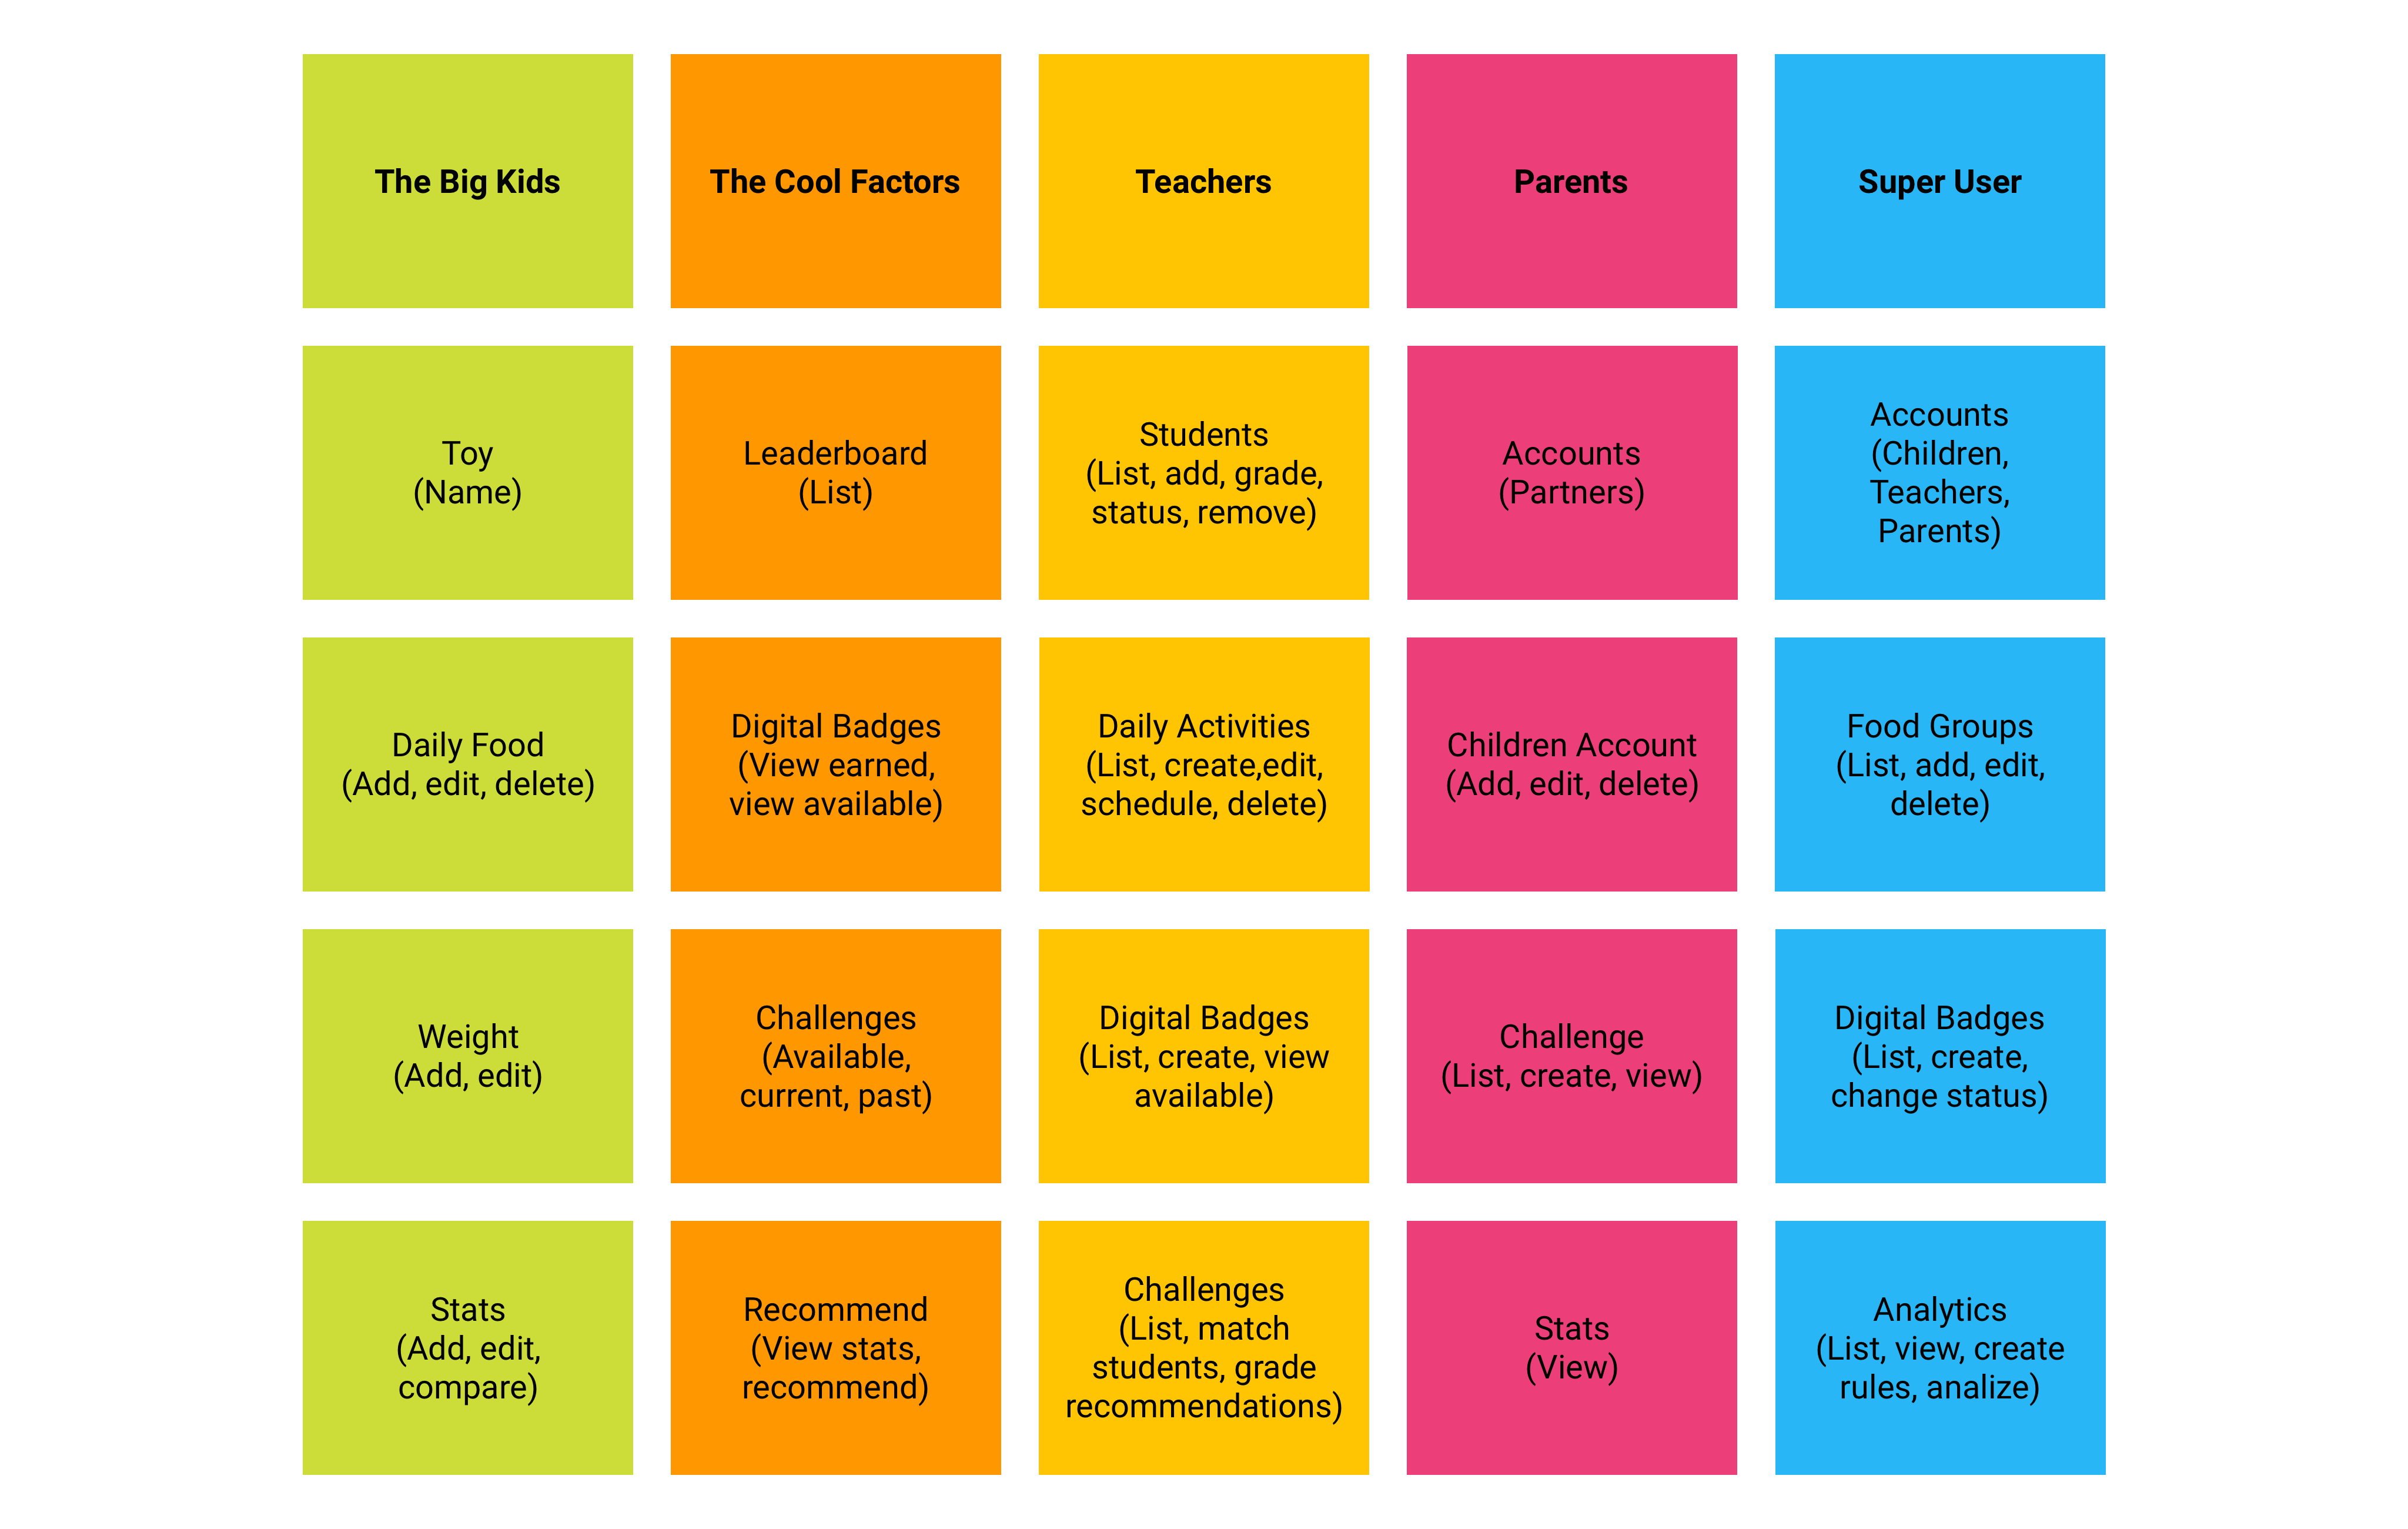 The Big Kids
The Cool Factors
Teachers
Parents
Super User
Toy
(Name)
Leaderboard
(List)
Students
(List, add, grade,
status, remove)
Accounts
(Partners)
Accounts
(Children,
Teachers,
Parents)
Daily Food
(Add, edit, delete)
Digital Badges
(View earned,
view available)
Daily Activities
(List, create,edit,
schedule, delete)
Children Account
(Add, edit, delete)
Food Groups
(List, add, edit,
delete)
Weight
(Add, edit)
Challenges
(Available,
current, past)
Digital Badges
(List, create, view
available)
Challenge
(List, create, view)
Digital Badges
(List, create,
change status)
Stats
(Add, edit,
compare)
Recommend
(View stats,
recommend)
Challenges
(List, match
students, grade
recommendations)
Stats
(View)
Analytics
(List, view, create
rules, analize)